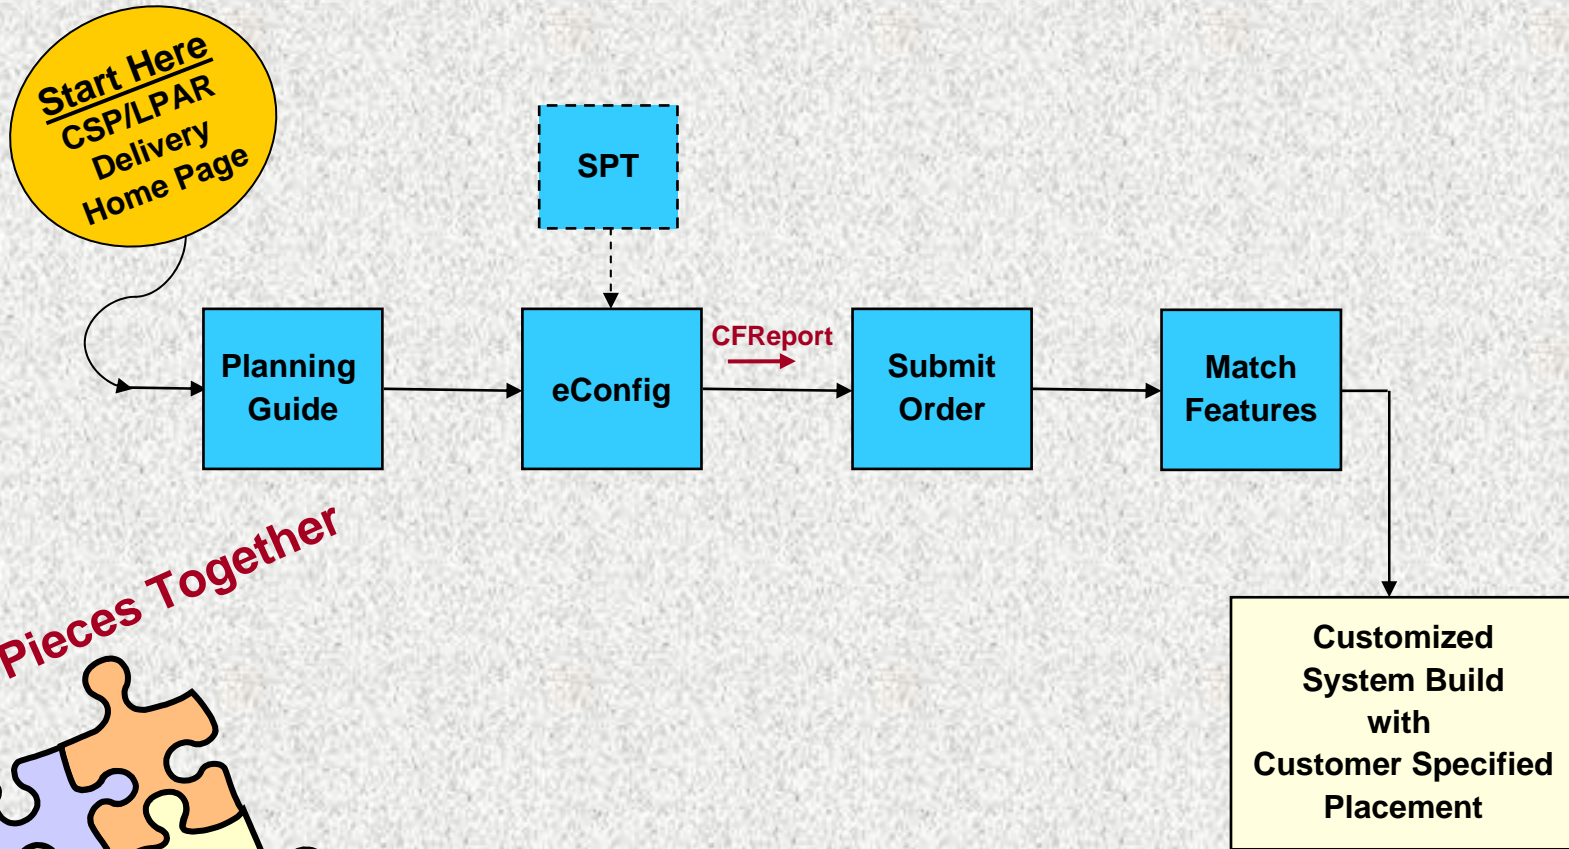 Start Here
CSP/LPAR
Delivery
Home Page
SPT
Planning
Guide
eConfig
CFReport
Submit
Order
Match
Features
Pieces Together
Customized
System Build
with
Customer Specified
Placement